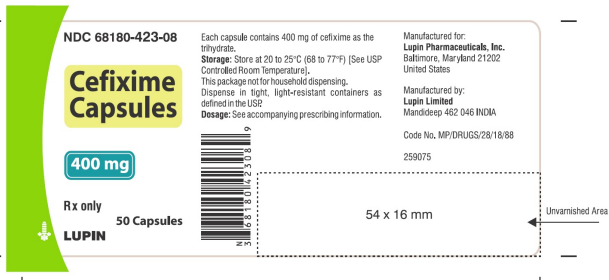 NDC 68180-423-08
Cefixime
Capsules
400 mg
Rx only
50 Capsules
LUPIN
Each capsule contains 400 mg of cefixime as the
trihydrate.
Storage: Store at 20 to 25°C (68 to 77°F) [See USP
Controlled Room Temperature].
This package not for household dispensing.
Dispense in tight, light-resistant containers as
defined in the USP.
Dosage: See accompanying prescribing information.
N
3 68180 42308 9
Manufactured for:
Lupin Pharmaceuticals, Inc.
Baltimore, Maryland 21202
United States
Manufactured by:
Lupin Limited
Mandideep 462 046 INDIA
Code No. MP/DRUGS/28/18/88
259075
54 x 16 mm
Unvarnished Area